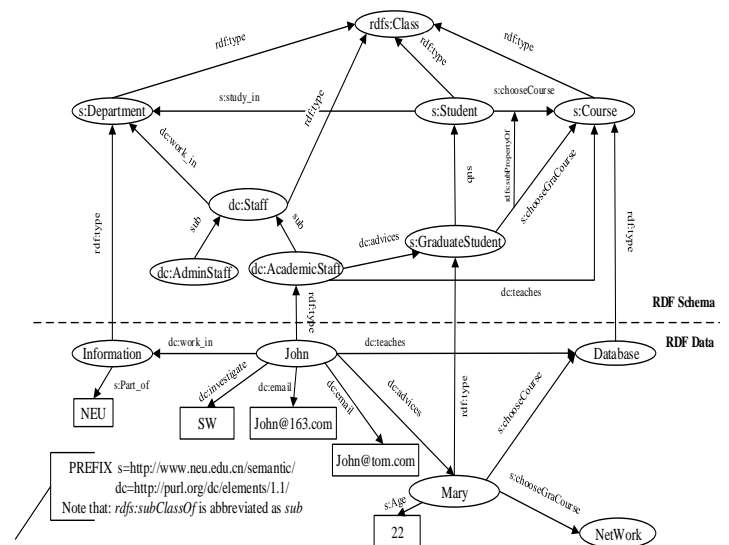 rdfs:Class
rdf:type
rdf:type
rdf:type
rdf:type
s:Department
s:study_in
s:Student
s:chooseCourse
s:Course
dc:work_in
rdfs:subPropertyOf
sub
s:chooseGraCourse
dc:Staff
sub
sub
dc:advices
s:GraduateStudent
dc:AdminStaff
dc:AcademicStaff
rdf:type
rdf:type
dc:teaches
rdf:type
RDF Schema
RDF Data
Information
dc:work_in
John
dc:teaches
Database
s:Part_of
dc:investigate
dc:email
dc:email
dc:advices
rdf:type
s:chooseCourse
NEU
SW
John@163.com
John@tom.com
PREFIX s=http://www.neu.edu.cn/semantic/
dc=http://purl.org/dc/elements/1.1/
Note that: rdfs:subClassOf is abbreviated as sub
s:Age
Mary
s:chooseGraCourse
22
NetWork